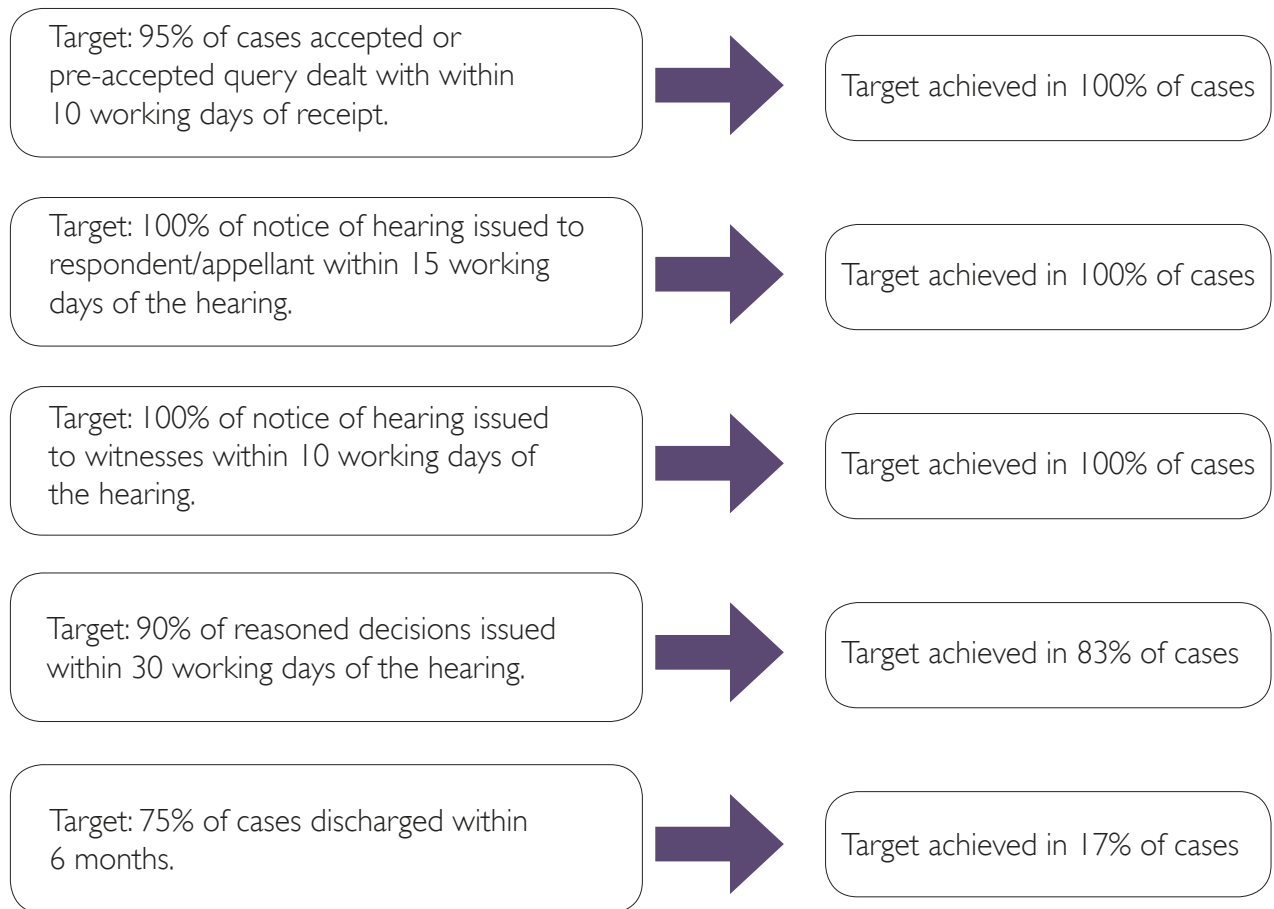 Target: 95% of cases accepted or
pre-accepted query dealt with within
10 working days of receipt.
Target achieved in 100% of cases
Target: 100% of notice of hearing issued to
respondent/appellant within 15 working
days of the hearing.
Target achieved in 100% of cases
Target: 100% of notice of hearing issued
to witnesses within 10 working days of
the hearing.
Target achieved in 100% of cases
Target: 90% of reasoned decisions issued
within 30 working days of the hearing.
Target achieved in 83% of cases
Target: 75% of cases discharged within
6 months.
Target achieved in 17% of cases